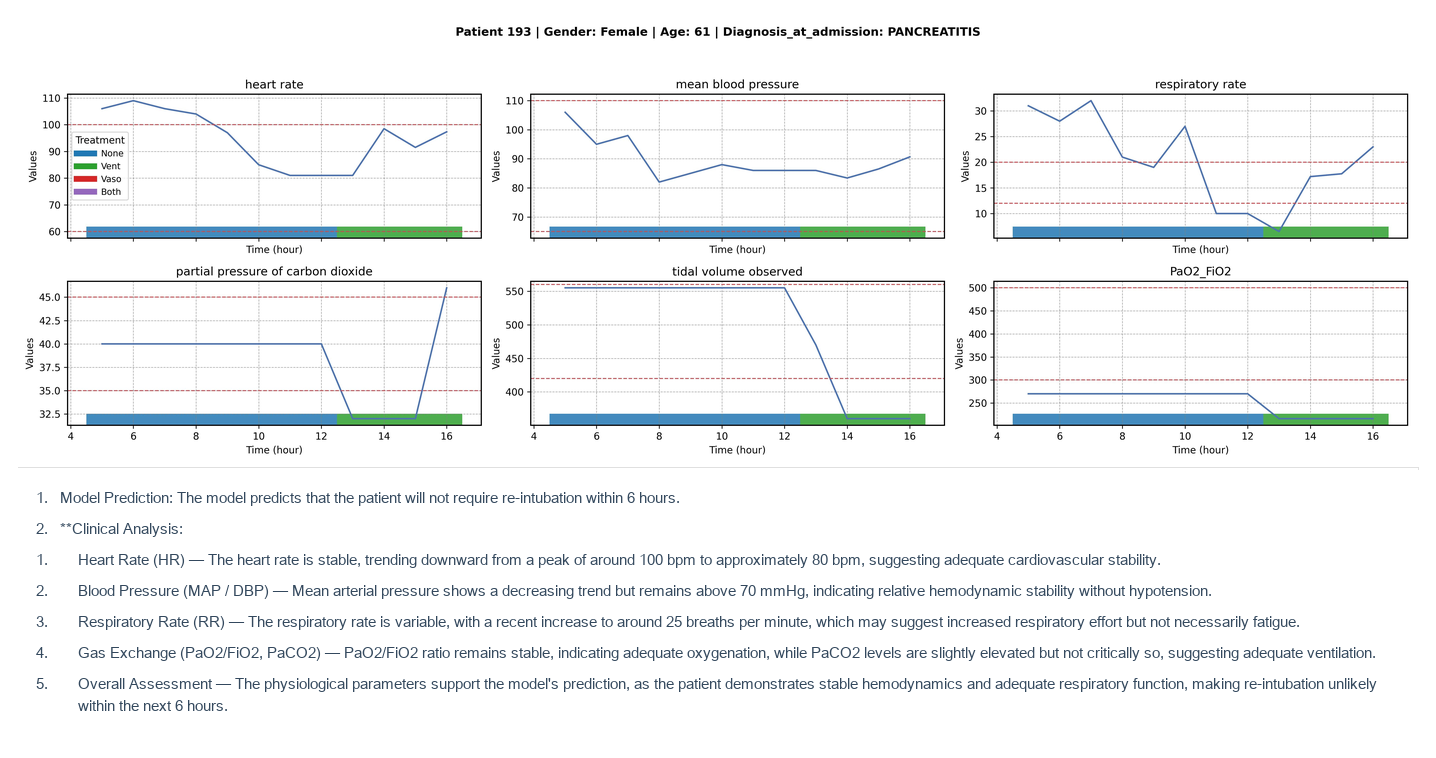 Patient 193 | Gender: Female | Age: 61 | Diagnosis_at_admission: PANCREATITIS
heart rate
110
100
90
80
70
60
Values
Treatment
None
Vent
Vaso
Both
Time (hour)
mean blood pressure
110
100
90
80
70
Values
Time (hour)
respiratory rate
30
25
20
15
10
Values
Time (hour)
partial pressure of carbon dioxide
45.0
42.5
40.0
37.5
35.0
32.5
Values
4 6 8 10 12 14 16
Time (hour)
tidal volume observed
550
500
450
400
Values
4 6 8 10 12 14 16
Time (hour)
PaO2_FiO2
500
450
400
350
300
250
Values
4 6 8 10 12 14 16
Time (hour)
1. Model Prediction: The model predicts that the patient will not require re-intubation within 6 hours.
2. **Clinical Analysis:
1. Heart Rate (HR) — The heart rate is stable, trending downward from a peak of around 100 bpm to approximately 80 bpm, suggesting adequate cardiovascular stability.
2. Blood Pressure (MAP / DBP) — Mean arterial pressure shows a decreasing trend but remains above 70 mmHg, indicating relative hemodynamic stability without hypotension.
3. Respiratory Rate (RR) — The respiratory rate is variable, with a recent increase to around 25 breaths per minute, which may suggest increased respiratory effort but not necessarily fatigue.
4. Gas Exchange (PaO2/FiO2, PaCO2) — PaO2/FiO2 ratio remains stable, indicating adequate oxygenation, while PaCO2 levels are slightly elevated but not critically so, suggesting adequate ventilation.
5. Overall Assessment — The physiological parameters support the model's prediction, as the patient demonstrates stable hemodynamics and adequate respiratory function, making re-intubation unlikely
within the next 6 hours.